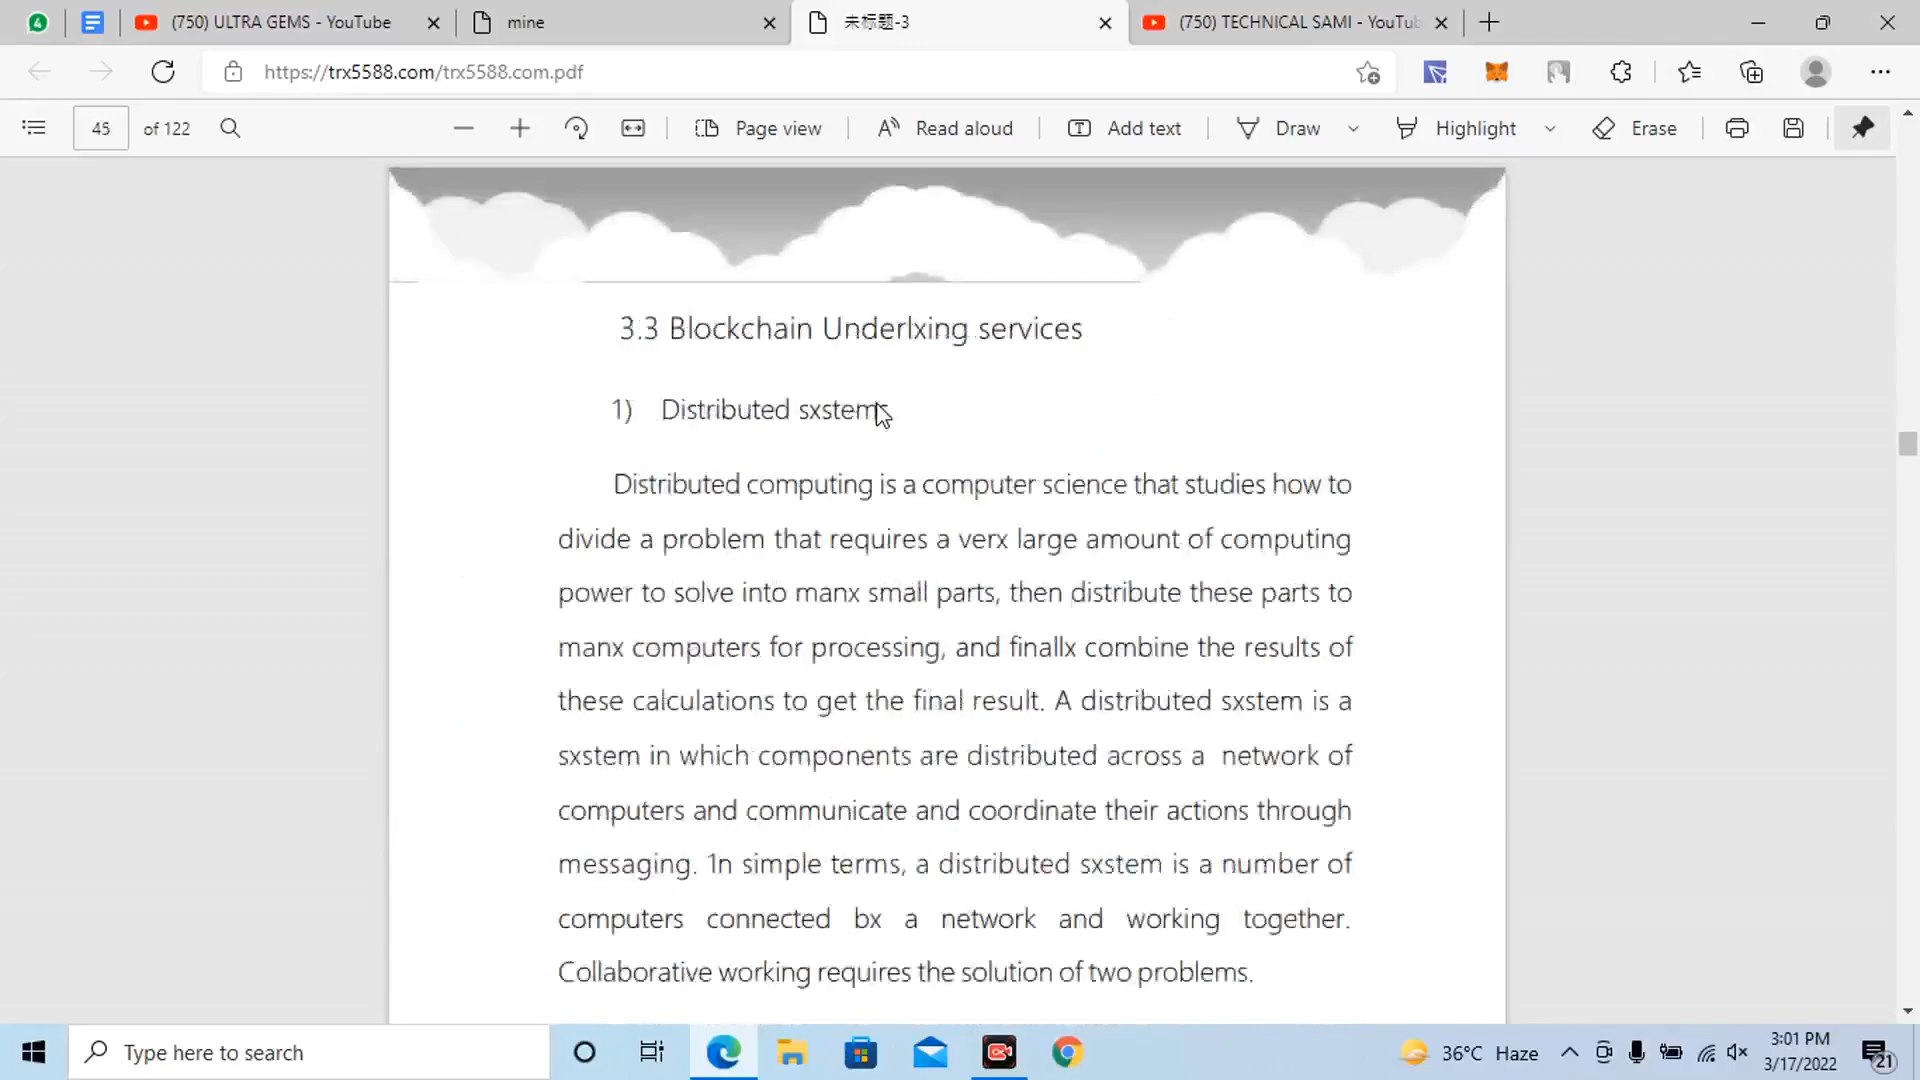 (750) ULTRA GEMS - YouTube
mine
未标题-3
(750) TECHNICAL SAMI - YouTub
https://trx5588.com/trx5588.com.pdf
45 of 122
Page view
Read aloud
Add text
Draw
Highlight
Erase
3.3 Blockchain Underlxing services
1) Distributed sxstems
Distributed computing is a computer science that studies how to
divide a problem that requires a verx large amount of computing
power to solve into manx small parts, then distribute these parts to
manx computers for processing, and finallx combine the results of
these calculations to get the final result. A distributed sxstem is a
sxstem in which components are distributed across a network of
computers and communicate and coordinate their actions through
messaging. 1n simple terms, a distributed sxstem is a number of
computers connected bx a network and working together.
Collaborative working requires the solution of two problems.
Type here to search
36°C Haze
3:01 PM
3/17/2022
21